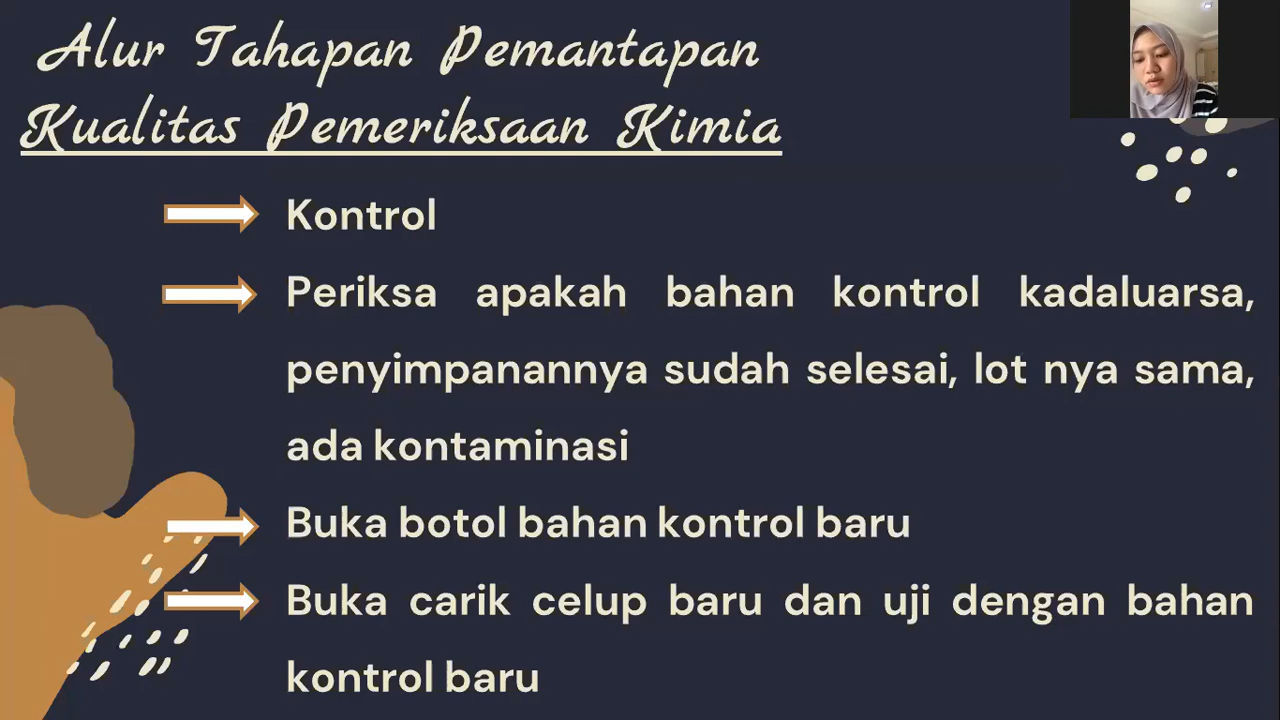 Alur Tahapan Pemantapan
Kualitas Pemeriksaan Kimia
Kontrol
Periksa apakah bahan kontrol kadaluarsa,
penyimpanannya sudah selesai, lot nya sama,
ada kontaminasi
Buka botol bahan kontrol baru
Buka carik celup baru dan uji dengan bahan
kontrol baru